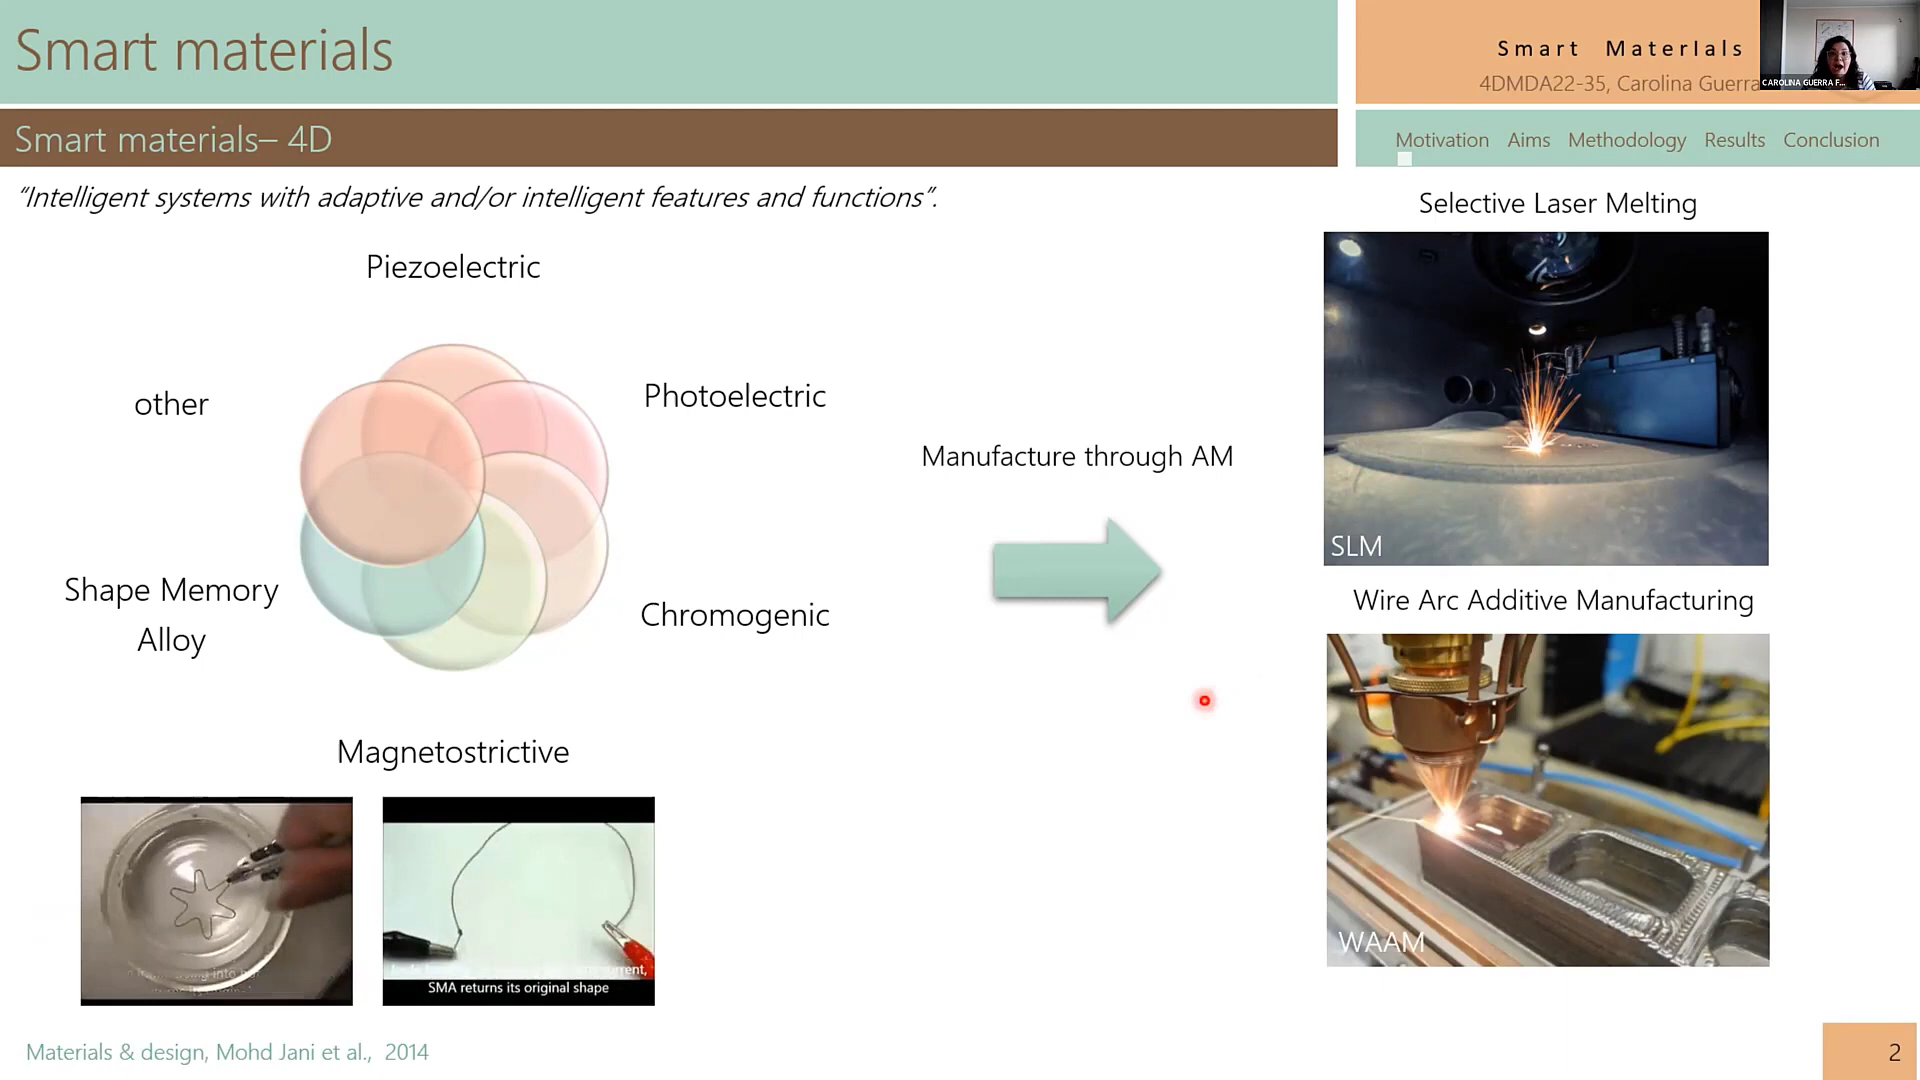 Smart materials
Smart MaterIals
4DMDA22-35, Carolina Guerra
CAROLINA GUERRA F...
Smart materials– 4D
Motivation Aims Methodology Results Conclusion
“Intelligent systems with adaptive and/or intelligent features and functions”.
Selective Laser Melting
Piezoelectric
other
Photoelectric
Manufacture through AM
SLM
Shape Memory
Alloy
Chromogenic
Wire Arc Additive Manufacturing
Magnetostrictive
WAAM
SMA returns its original shape
Materials & design, Mohd Jani et al., 2014
2